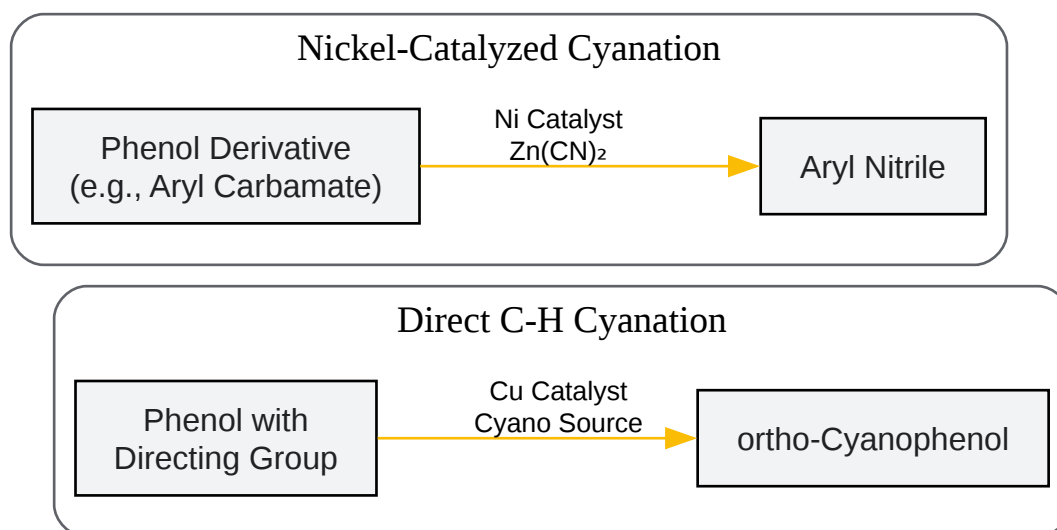 Nickel-Catalyzed Cyanation
Phenol Derivative
(e.g., Aryl Carbamate)
Ni Catalyst
Zn(CN)₂
Aryl Nitrile
Direct C-H Cyanation
Phenol with
Directing Group
Cu Catalyst
Cyano Source
ortho-Cyanophenol